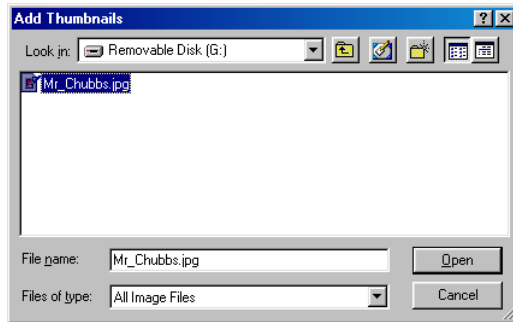 Add Thumbnails
Look in: Removable Disk (G:)
Mr_Chubbs.jpg
File name: Mr_Chubbs.jpg Open
Files of type: All Image Files Cancel